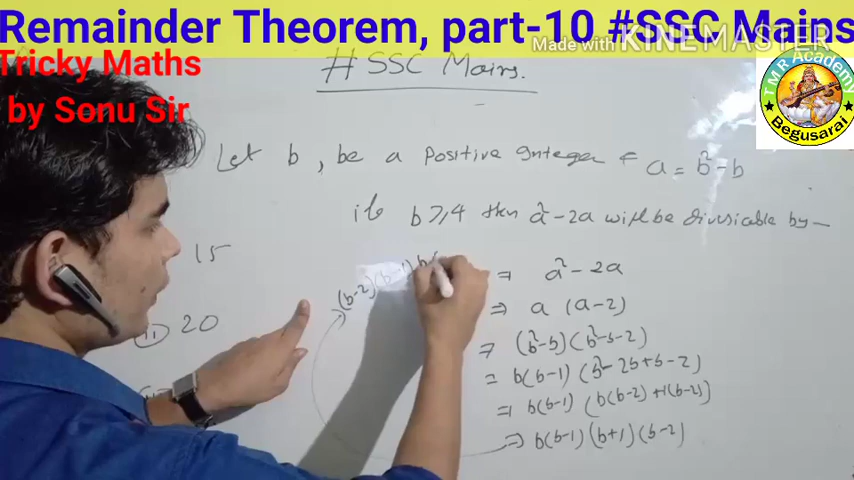 Remainder Theorem, part-10 #SSC Mains
Made with KINEMASTER
Tricky Maths
by Sonu Sir
T.M.R Academy
Begusarai
#SSC Mains.
Let b, be a positive Integer & a = b² - b
if b ≥ 4 then a² - 2a will be divisiable by -
15
(ii) 20
(b-2)(b-1) b(
⇒ a² - 2a
⇒ a (a-2)
⇒ (b²-b)(b²-b-2)
= b(b-1) (b²-2b+b-2)
⇒ b(b-1) (b(b-2)+1(b-2))
⇒ b(b-1)(b+1)(b-2)